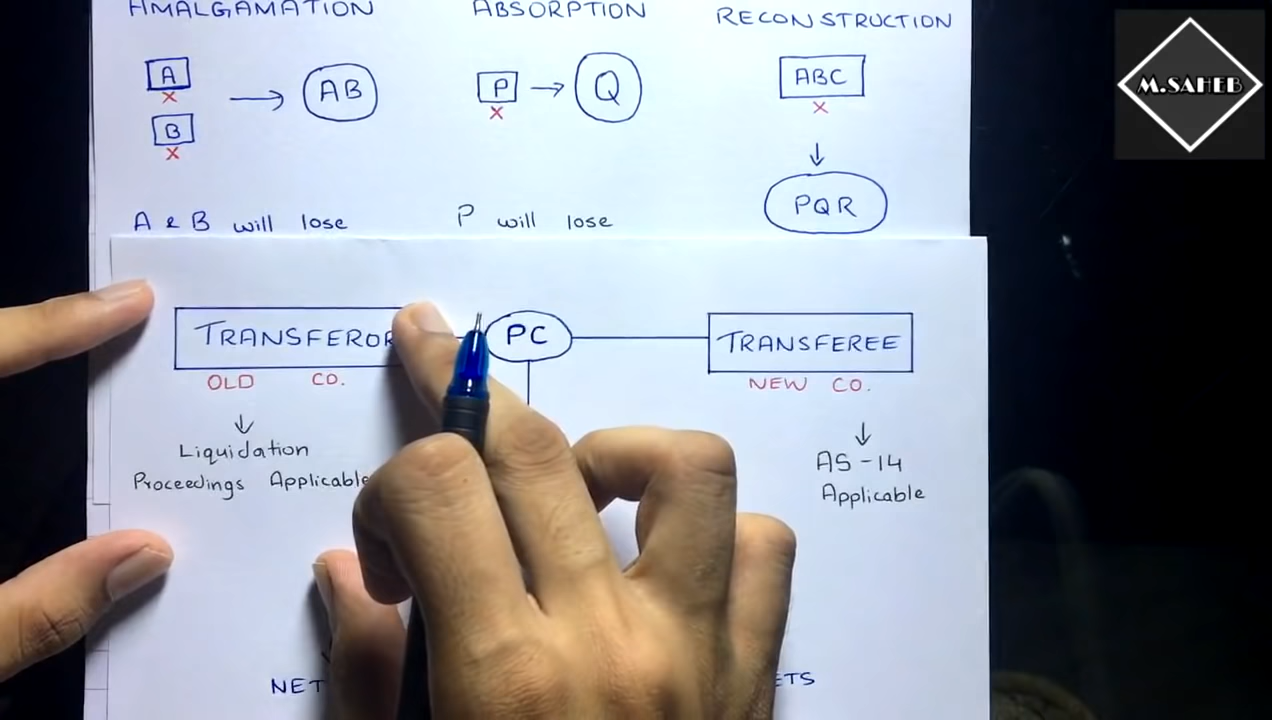 AMALGAMATION
ABSORPTION
RECONSTRUCTION
M.SAHEB
A
B
AB
P
Q
ABC
PQR
A & B will lose
P will lose
TRANSFEROR
PC
TRANSFEREE
OLD CO.
NEW CO.
Liquidation
Proceedings Applicable
AS-14
Applicable
NET